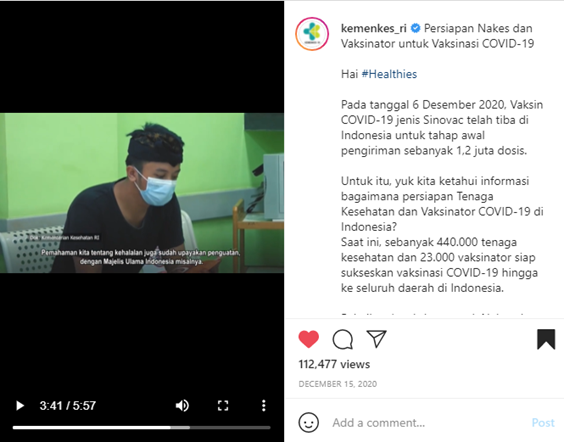 kemenkes_ri Persiapan Nakes dan
Vaksinator untuk Vaksinasi COVID-19
Hai #Healthies
Pada tanggal 6 Desember 2020, Vaksin
COVID-19 jenis Sinovac telah tiba di
Indonesia untuk tahap awal
pengiriman sebanyak 1,2 juta dosis.
Untuk itu, yuk kita ketahui informasi
bagaimana persiapan Tenaga
Kesehatan dan Vaksinator COVID-19 di
Indonesia?
Saat ini, sebanyak 440.000 tenaga
kesehatan dan 23.000 vaksinator siap
sukseskan vaksinasi COVID-19 hingga
ke seluruh daerah di Indonesia.
Kementerian Kesehatan RI
Pemahaman kita tentang kehalalan juga sudah upayakan penguatan,
dengan Majelis Ulama Indonesia misalnya.
3:41 / 5:57
112,477 views
DECEMBER 15, 2020
Add a comment...
Post